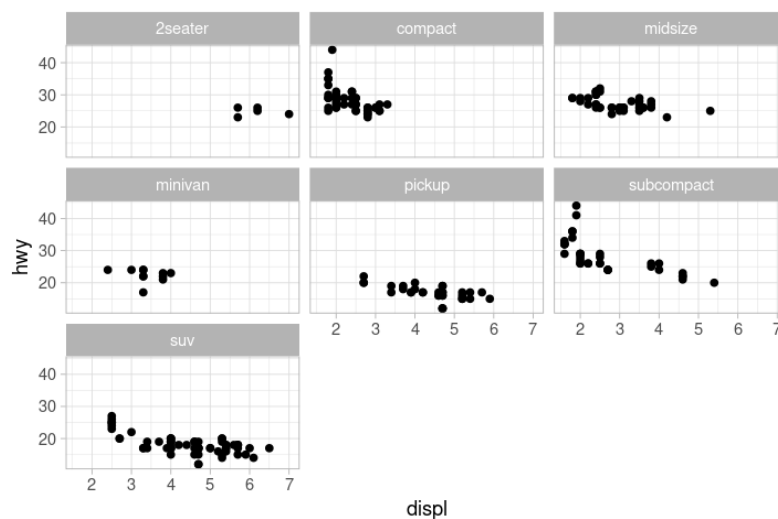 2seater compact midsize
40
30
20
minivan pickup subcompact
40
30
20
2 3 4 5 6 7 2 3 4 5 6 7
suv
40
30
20
2 3 4 5 6 7
hwy
displ